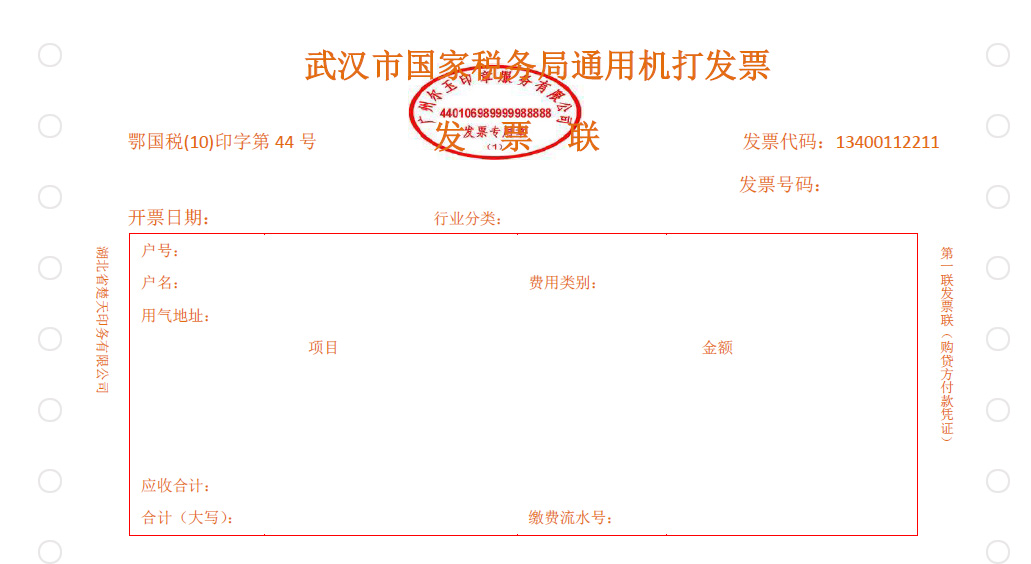 武汉市国家税务局通用机打发票
广州尔玉印章服务有限公司
440106989999988888
发票专用章
（1）
发 票 联
鄂国税(10)印字第 44 号
发票代码：13400112211
发票号码：
开票日期：
行业分类：
户号：
户名：
费用类别：
用气地址：
项目
金额
应收合计：
合计（大写）：
缴费流水号：
湖北省楚天印务有限公司
第一联发票联（购贷方付款凭证）